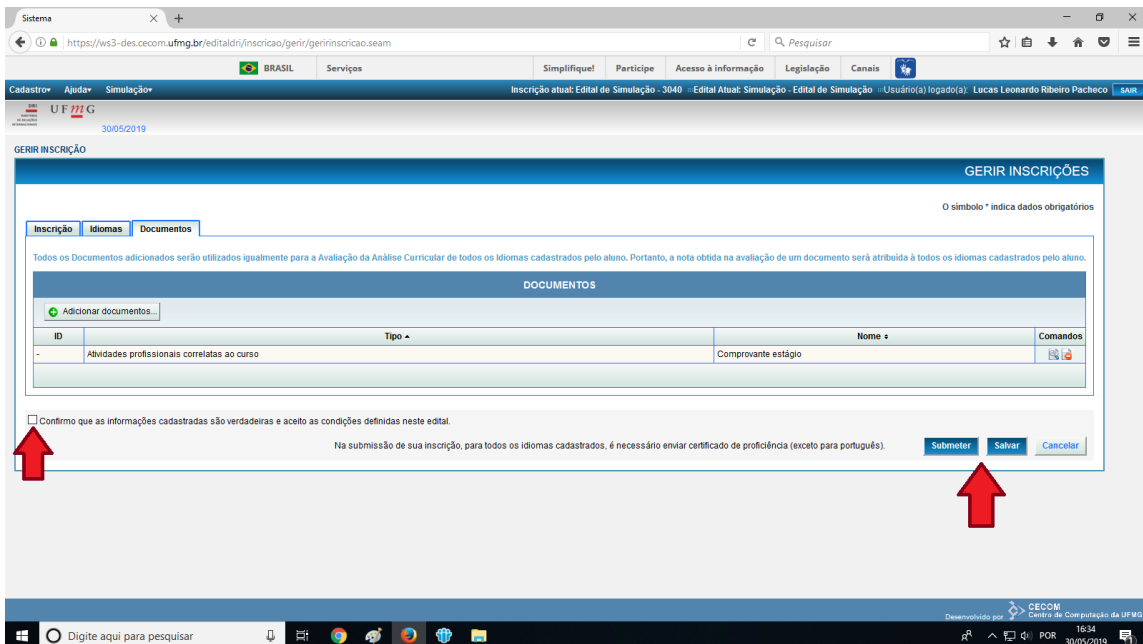 Sistema
https://ws3-des.cecom.ufmg.br/editaldri/inscricao/gerir/geririnscricao.seam
Pesquisar
BRASIL Serviços Simplifique! Participe Acesso à informação Legislação Canais
Cadastro Ajuda Simulação Inscrição atual: Edital de Simulação - 3040 ::Edital Atual: Simulação - Edital de Simulação ::Usuário(a) logado(a): Lucas Leonardo Ribeiro Pacheco SAIR
UFMG
30/05/2019
GERIR INSCRIÇÃO
GERIR INSCRIÇÕES
O símbolo * indica dados obrigatórios
Inscrição Idiomas Documentos
Todos os Documentos adicionados serão utilizados igualmente para a Avaliação da Análise Curricular de todos os Idiomas cadastrados pelo aluno. Portanto, a nota obtida na avaliação de um documento será atribuída à todos os idiomas cadastrados pelo aluno.
DOCUMENTOS
Adicionar documentos...
ID Tipo Nome Comandos
- Atividades profissionais correlatas ao curso Comprovante estágio
Confirmo que as informações cadastradas são verdadeiras e aceito as condições definidas neste edital.
Na submissão de sua inscrição, para todos os idiomas cadastrados, é necessário enviar certificado de proficiência (exceto para português). Submeter Salvar Cancelar
Desenvolvido por CECOM
Centro de Computação da UFMG
Digite aqui para pesquisar POR 16:34
30/05/2019